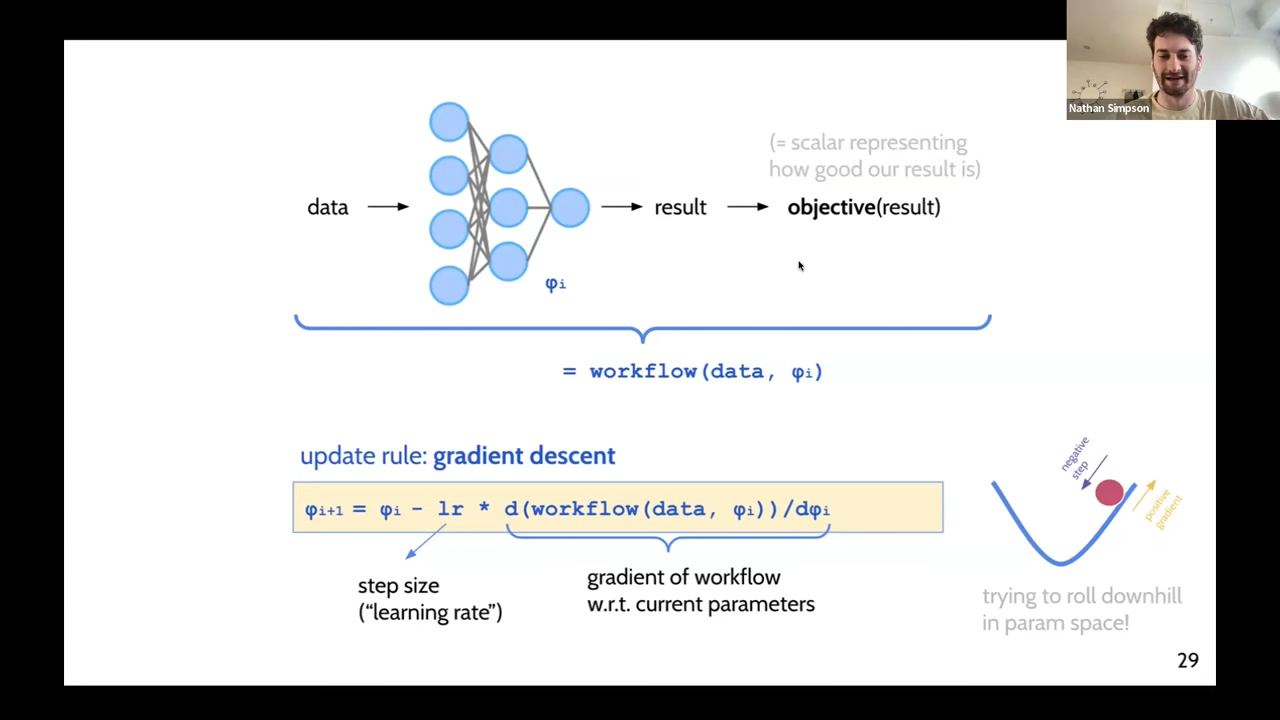 Nathan Simpson
(= scalar representing
how good our result is)
data
result
objective(result)
φi
= workflow(data, φi)
update rule: gradient descent
φi+1 = φi - lr * d(workflow(data, φi))/dφi
step size
("learning rate")
gradient of workflow
w.r.t. current parameters
negative
step
positive
gradient
trying to roll downhill
in param space!
29